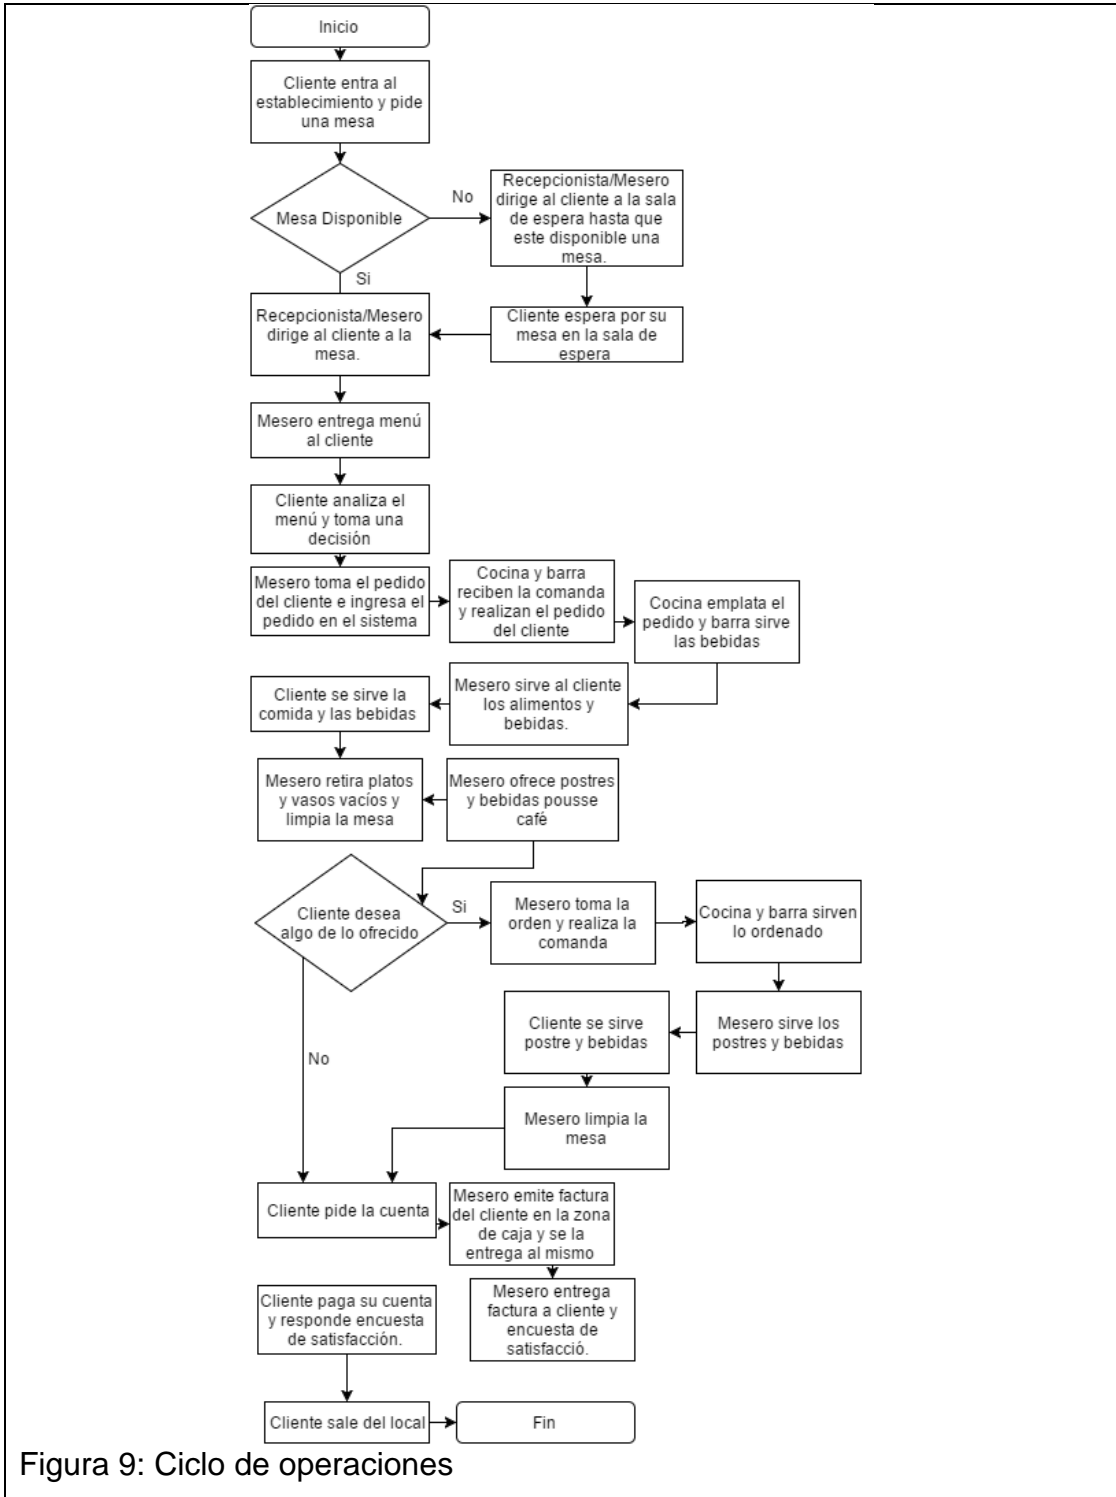 Inicio
Cliente entra al
establecimiento y pide
una mesa
Mesa Disponible
No
Recepcionista/Mesero
dirige al cliente a la sala
de espera hasta que
este disponible una
mesa.
Si
Recepcionista/Mesero
dirige al cliente a la
mesa.
Cliente espera por su
mesa en la sala de
espera
Mesero entrega menú
al cliente
Cliente analiza el
menú y toma una
decisión
Mesero toma el pedido
del cliente e ingresa el
pedido en el sistema
Cocina y barra
reciben la comanda
y realizan el pedido
del cliente
Cocina emplata el
pedido y barra sirve
las bebidas
Mesero sirve al cliente
los alimentos y
bebidas.
Cliente se sirve la
comida y las bebidas
Mesero retira platos
y vasos vacíos y
limpia la mesa
Mesero ofrece postres
y bebidas pousse
café
Cliente desea
algo de lo ofrecido
Si
Mesero toma la
orden y realiza la
comanda
Cocina y barra sirven
lo ordenado
Mesero sirve los
postres y bebidas
Cliente se sirve
postre y bebidas
No
Mesero limpia la
mesa
Cliente pide la cuenta
Mesero emite factura
del cliente en la zona
de caja y se la
entrega al mismo
Mesero entrega
factura a cliente y
encuesta de
satisfacció.
Cliente paga su cuenta
y responde encuesta
de satisfacción.
Cliente sale del local
Fin
Figura 9: Ciclo de operaciones